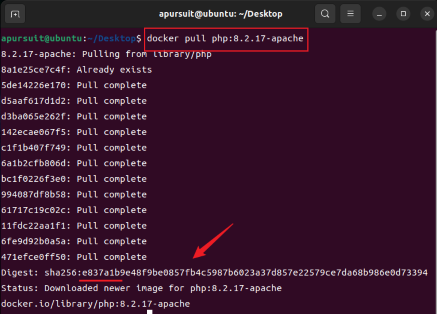 apursuit@ubuntu: ~/Desktop
apursuit@ubuntu:~/Desktop$ docker pull php:8.2.17-apache
8.2.17-apache: Pulling from library/php
8a1e25ce7c4f: Already exists
5de14226e170: Pull complete
d5aaf617d1d2: Pull complete
d3ba065e262f: Pull complete
142ecae067f5: Pull complete
c1f1b407f749: Pull complete
6a1b2cfb806d: Pull complete
bc1f0226f3e0: Pull complete
994087df8b58: Pull complete
61717c19c02c: Pull complete
11fdc22aa1f1: Pull complete
6fe9d92b0a5a: Pull complete
471efce0ff50: Pull complete
Digest: sha256:e837a1b9e48f9be0857fb4c5987b6023a37d857e22579ce7da68b986e0d73394
Status: Downloaded newer image for php:8.2.17-apache
docker.io/library/php:8.2.17-apache